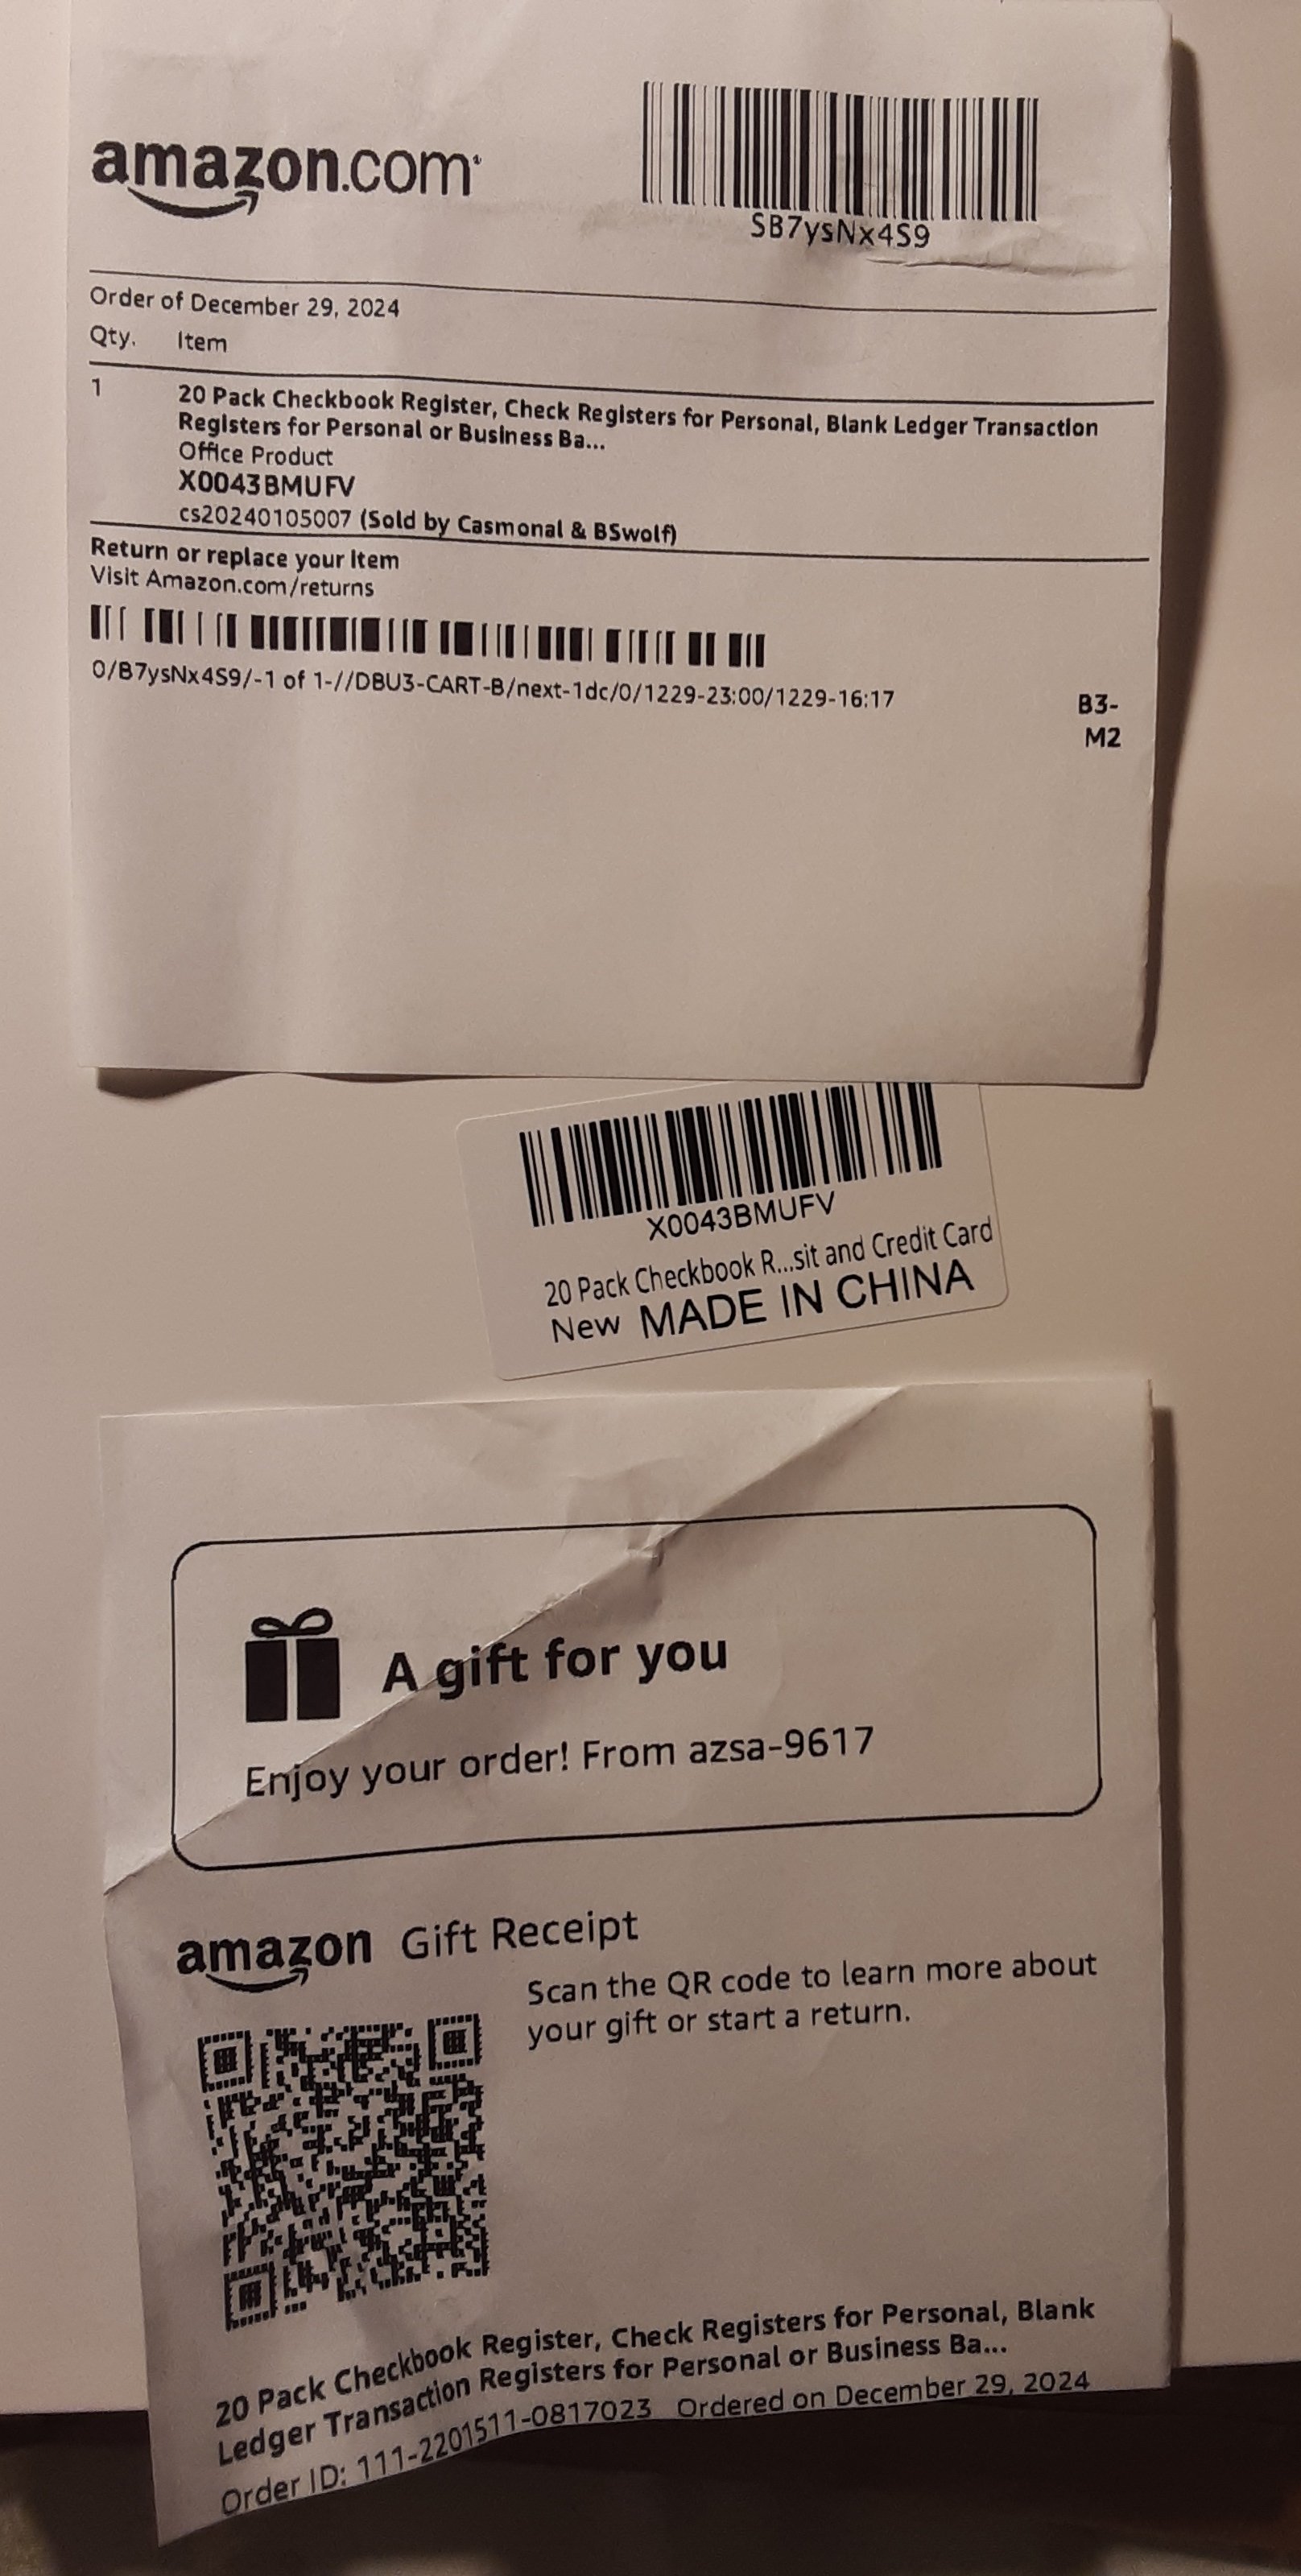 amazon.com
SB7ysNx4S9
Order of December 29, 2024
Qty. Item
1 20 Pack Checkbook Register, Check Registers for Personal, Blank Ledger Transaction
Registers for Personal or Business Ba...
Office Product
X0043BMUFV
cs20240105007 (Sold by Casmonal & BSwolf)
Return or replace your item
Visit Amazon.com/returns
0/B7ysNx4S9/-1 of 1-//DBU3-CART-B/next-1dc/0/1229-23:00/1229-16:17
B3-
M2
X0043BMUFV
20 Pack Checkbook R...sit and Credit Card
New MADE IN CHINA
A gift for you
Enjoy your order! From azsa-9617
amazon Gift Receipt
Scan the QR code to learn more about
your gift or start a return.
20 Pack Checkbook Register, Check Registers for Personal, Blank
Ledger Transaction Registers for Personal or Business Ba...
Order ID: 111-2201511-0817023 Ordered on December 29, 2024